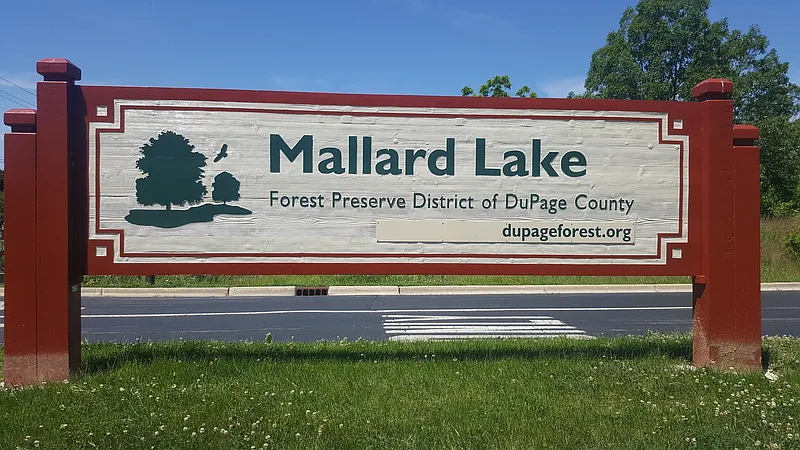 Mallard Lake
Forest Preserve District of DuPage County
dupageforest.org